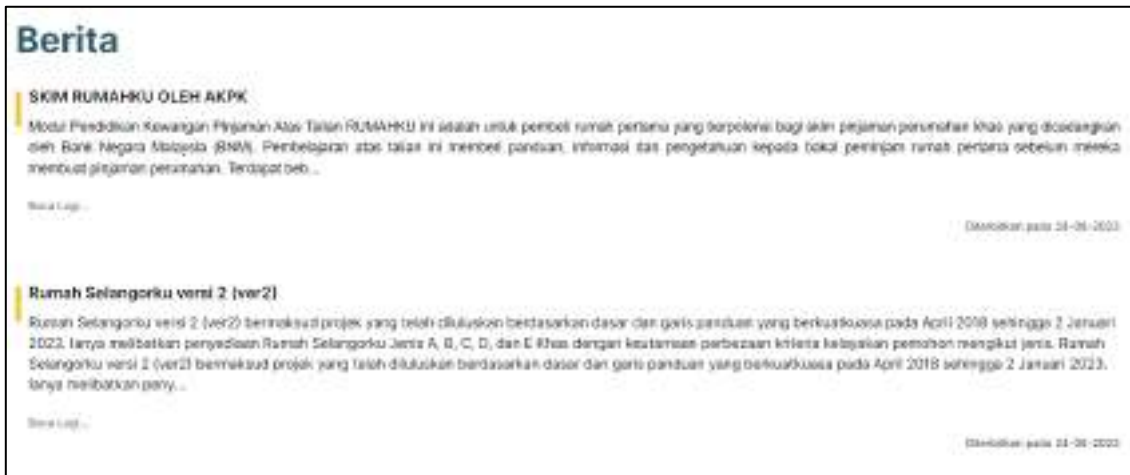 Berita
SKIM RUMAHKU OLEH AKPK
Modul Pendidikan Kewangan Pinjaman Atas Talian RUMAHKU ini adalah untuk pembeli rumah pertama yang berpotensi bagi skim pinjaman perumahan khas yang dicadangkan
oleh Bank Negara Malaysia (BNM). Pembelajaran atas talian ini memberi panduan, informasi dan pengetahuan kepada bakal peminjam rumah pertama sebelum mereka
membuat pinjaman perumahan. Terdapat beb...
Baca Lagi...
Diterbitkan pada
Rumah Selangorku versi 2 (ver2)
Rumah Selangorku versi 2 (ver2) bermaksud projek yang telah diluluskan berdasarkan dasar dan garis panduan yang berkuatkuasa pada April 2018 sehingga 2 Januari
2023. Ianya melibatkan penyediaan Rumah Selangorku Jenis A, B, C, D, dan E Khas dengan keutamaan perbezaan kriteria kelayakan pemohon mengikut jenis. Rumah
Selangorku versi 2 (ver2) bermaksud projek yang telah diluluskan berdasarkan dasar dan garis panduan yang berkuatkuasa pada April 2018 sehingga 2 Januari 2023.
Ianya melibatkan peny...
Baca Lagi...
Diterbitkan pada